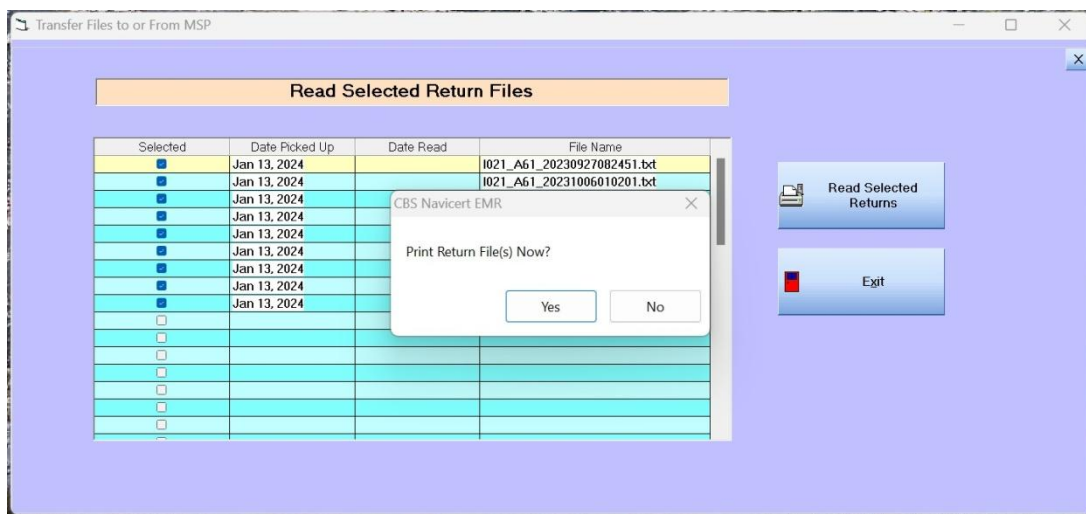 Transfer Files to or From MSP
Read Selected Return Files
Selected Date Picked Up Date Read File Name
Jan 13, 2024 I021_A61_20230927082451.txt
Jan 13, 2024 I021_A61_20231006010201.txt
Jan 13, 2024
Jan 13, 2024
Jan 13, 2024
Jan 13, 2024
Jan 13, 2024
Jan 13, 2024
Jan 13, 2024
CBS Navicert EMR
Print Return File(s) Now?
Yes No
Read Selected
Returns
Exit